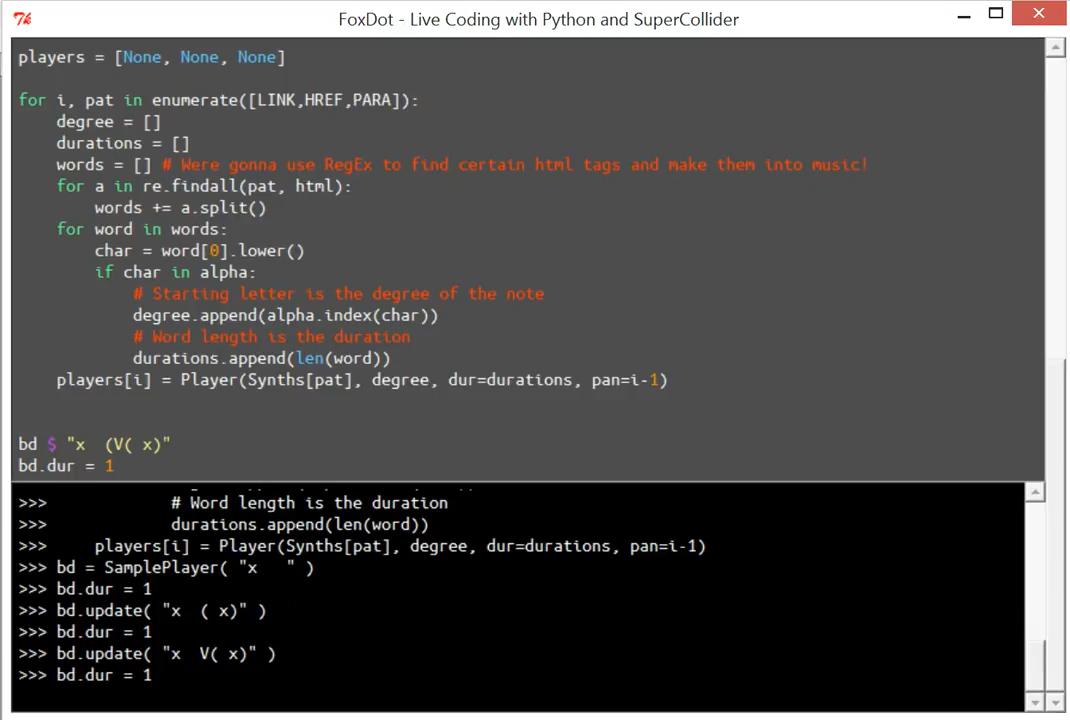 FoxDot - Live Coding with Python and SuperCollider
players = [None, None, None]
for i, pat in enumerate([LINK,HREF,PARA]):
    degree = []
    durations = []
    words = [] # Were gonna use RegEx to find certain html tags and make them into music!
    for a in re.findall(pat, html):
        words += a.split()
    for word in words:
        char = word[0].lower()
        if char in alpha:
            # Starting letter is the degree of the note
            degree.append(alpha.index(char))
            # Word length is the duration
            durations.append(len(word))
    players[i] = Player(Synths[pat], degree, dur=durations, pan=i-1)
bd $ "x  (V( x)"
bd.dur = 1
>>>             # Word length is the duration
>>>             durations.append(len(word))
>>>     players[i] = Player(Synths[pat], degree, dur=durations, pan=i-1)
>>> bd = SamplePlayer( "x   " )
>>> bd.dur = 1
>>> bd.update( "x  ( x)" )
>>> bd.dur = 1
>>> bd.update( "x  V( x)" )
>>> bd.dur = 1